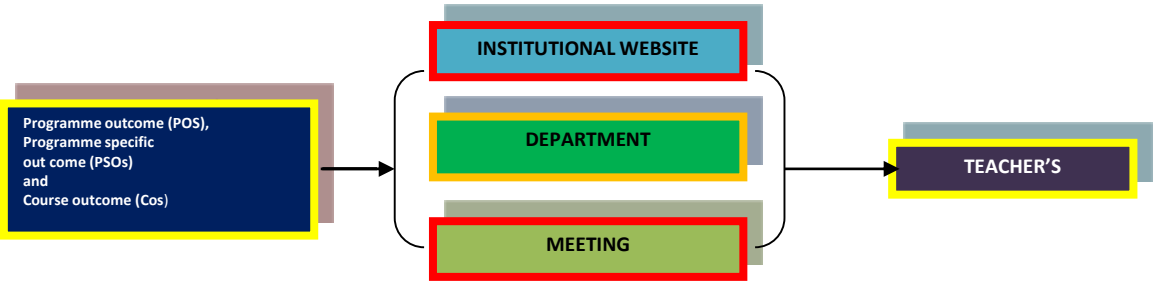 INSTITUTIONAL WEBSITE
Programme outcome (POS),
Programme specific
out come (PSOs)
and
Course outcome (Cos)
DEPARTMENT
TEACHER'S
MEETING